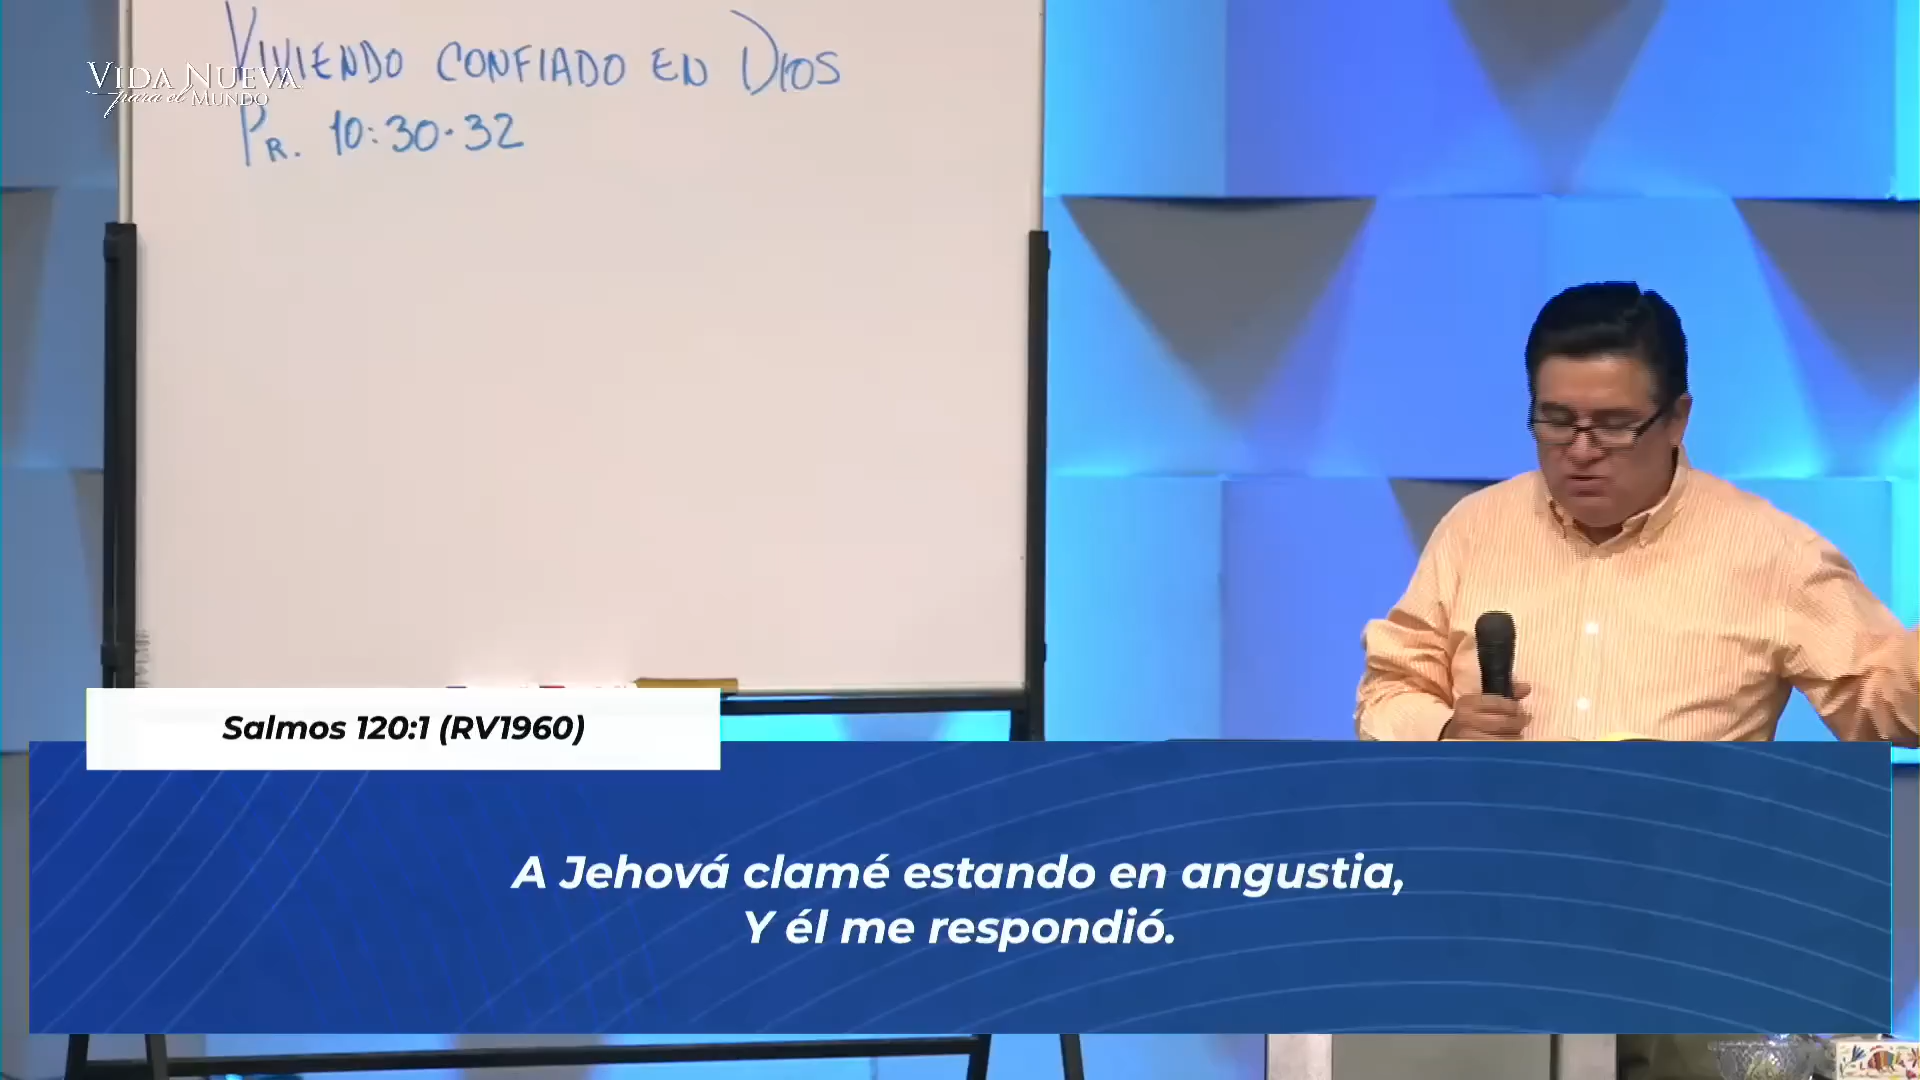 VIVIENDO CONFIADO EN DIOS
VIDA NUEVA
para el MUNDO
PR. 10:30-32
Salmos 120:1 (RV1960)
A Jehová clamé estando en angustia,
Y él me respondió.